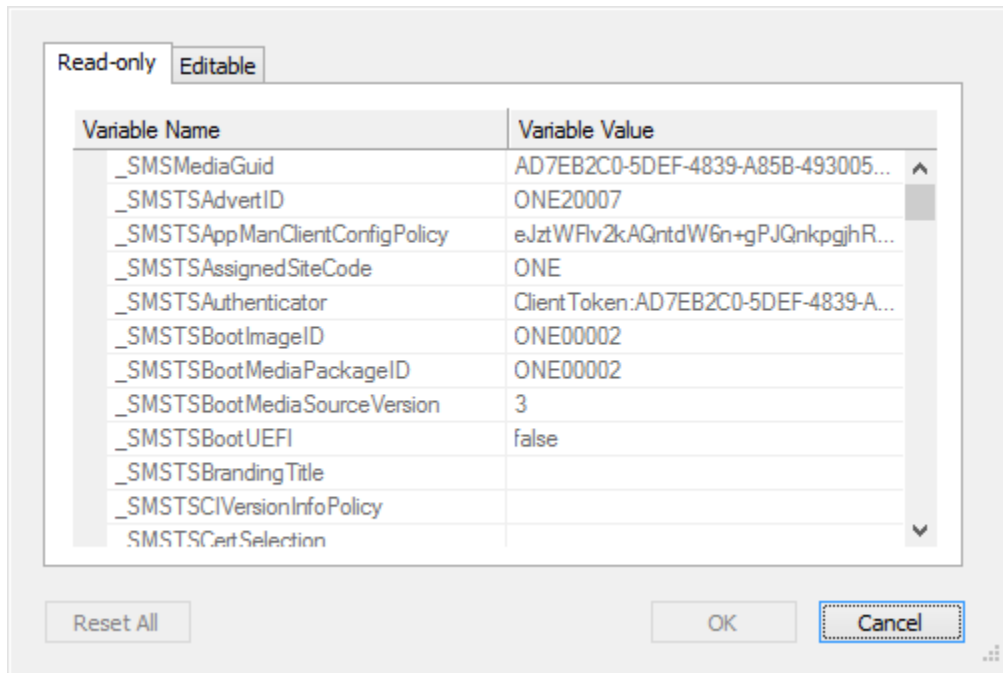 Read-only Editable
Variable Name Variable Value
_SMSMediaGuid AD7EB2C0-5DEF-4839-A85B-493005...
_SMSTSAdvertID ONE20007
_SMSTSAppManClientConfigPolicy eJztWFlv2kAQntdW6n+gPJQnkpgjhR...
_SMSTSAssignedSiteCode ONE
_SMSTSAuthenticator ClientToken:AD7EB2C0-5DEF-4839-A...
_SMSTSBootImageID ONE00002
_SMSTSBootMediaPackageID ONE00002
_SMSTSBootMediaSourceVersion 3
_SMSTSBootUEFI false
_SMSTSBrandingTitle
_SMSTSCIVersionInfoPolicy
_SMSTSCertSelection
Reset All OK Cancel